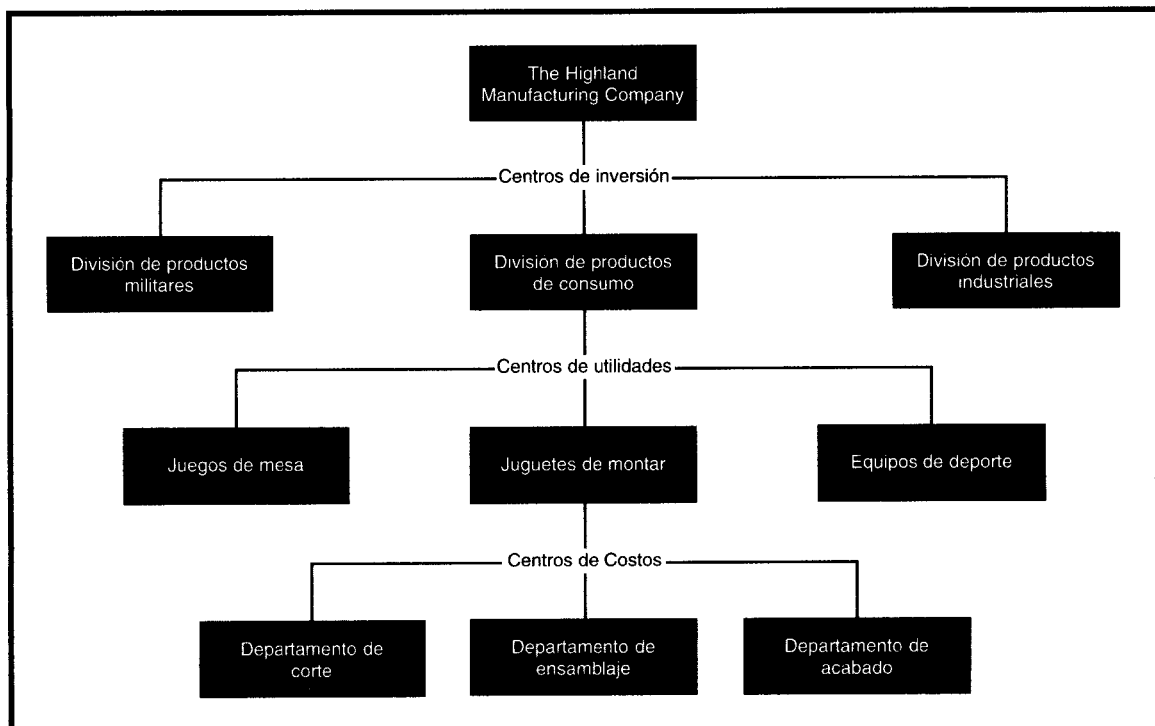 The Highland
Manufacturing Company
Centros de inversión
División de productos
militares
División de productos
de consumo
División de productos
industriales
Centros de utilidades
Juegos de mesa
Juguetes de montar
Equipos de deporte
Centros de Costos
Departamento de
corte
Departamento de
ensamblaje
Departamento de
acabado